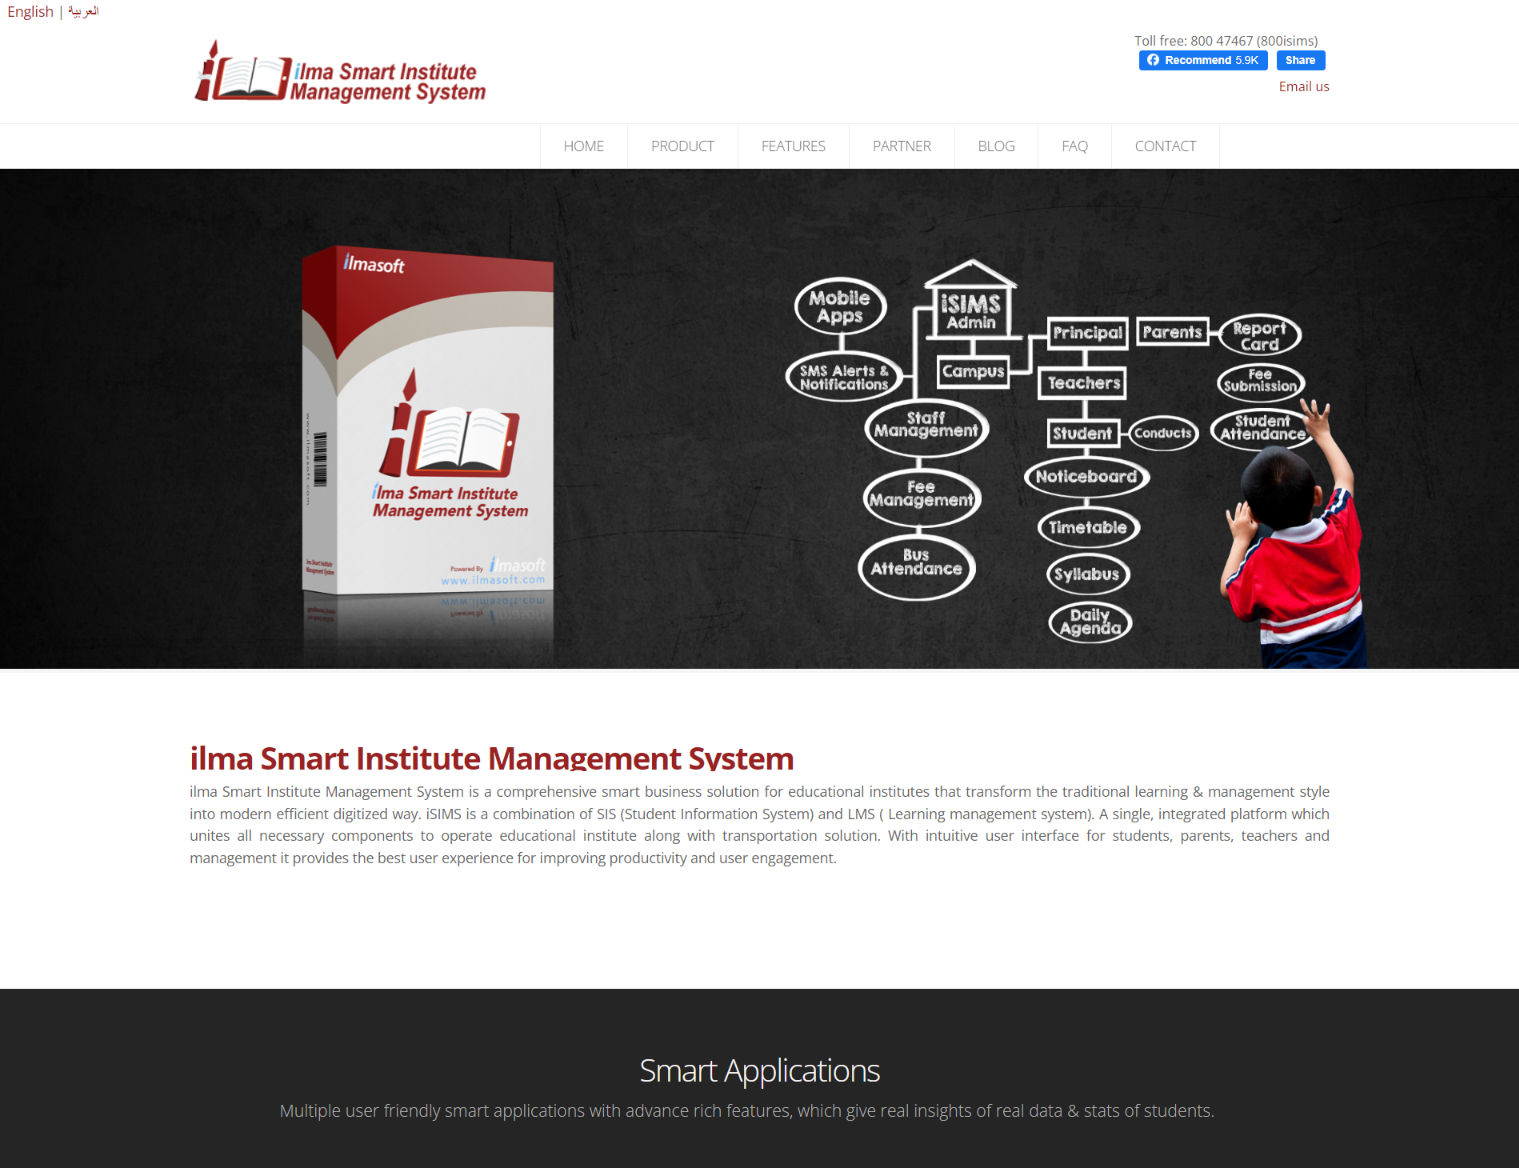 English | العربية
ilma Smart Institute
Management System
Toll free: 800 47467 (800isims)
Recommend 5.9K
Share
Email us
HOME
PRODUCT
FEATURES
PARTNER
BLOG
FAQ
CONTACT
ilmasoft
www.ilmasoft.com
ilma Smart Institute
Management System
ilma Smart Institute
Management System
Powered By ilmasoft
www.ilmasoft.com
Mobile
Apps
SMS Alerts &
Notifications
iSIMS
Admin
Campus
Staff
Management
Fee
Management
Bus
Attendance
Principal
Teachers
Student
Conducts
Noticeboard
Timetable
Syllabus
Daily
Agenda
Parents
Report
Card
Fee
Submission
Student
Attendance
ilma Smart Institute Management System
ilma Smart Institute Management System is a comprehensive smart business solution for educational institutes that transform the traditional learning & management style
into modern efficient digitized way. iSIMS is a combination of SIS (Student Information System) and LMS ( Learning management system). A single, integrated platform which
unites all necessary components to operate educational institute along with transportation solution. With intuitive user interface for students, parents, teachers and
management it provides the best user experience for improving productivity and user engagement.
Smart Applications
Multiple user friendly smart applications with advance rich features, which give real insights of real data & stats of students.